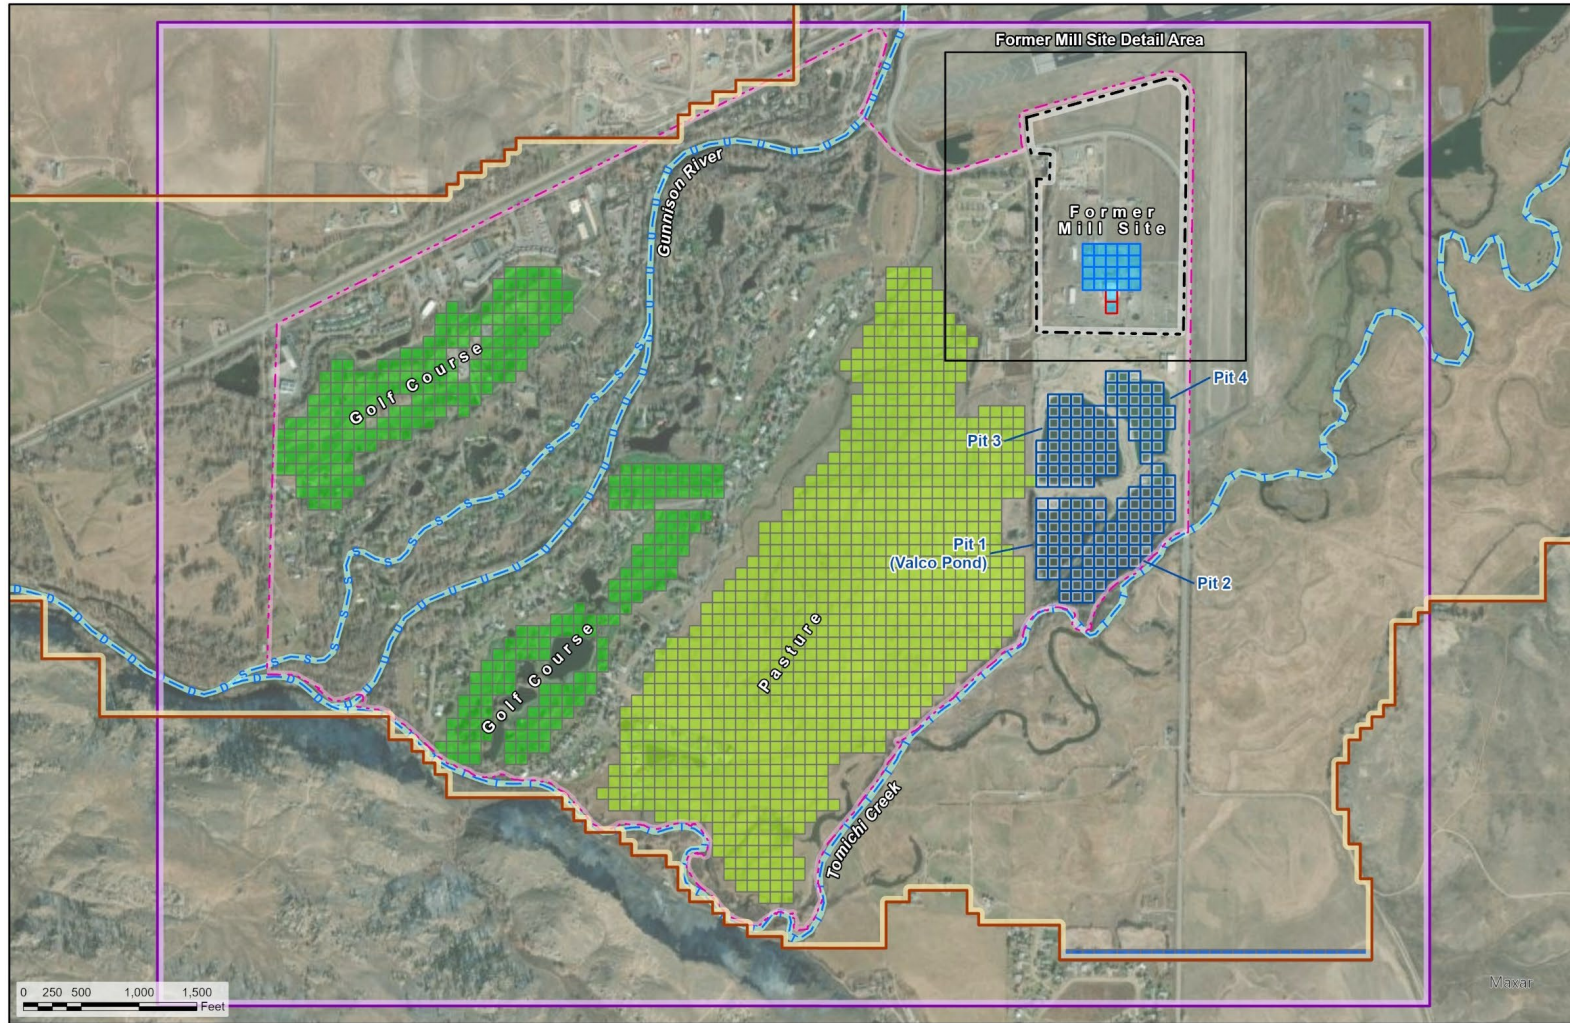 Former Mill Site Detail Area
Gunnison River
Former
Mill Site
Golf Course
Pit 4
Pit 3
Pit 1
(Valco Pond)
Pit 2
Pasture
Golf Course
Tomichi Creek
0 250 500 1,000 1,500
Feet
Maxar